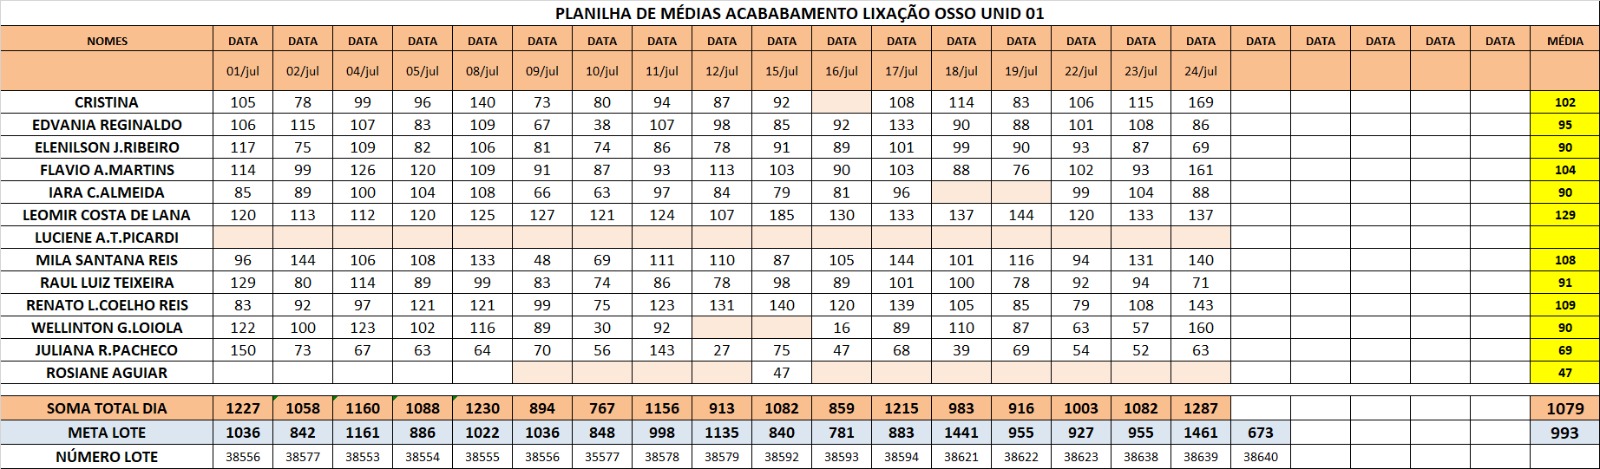 PLANILHA DE MÉDIAS ACABABAMENTO LIXAÇÃO OSSO UNID 01
NOMES DATA DATA DATA DATA DATA DATA DATA DATA DATA DATA DATA DATA DATA DATA DATA DATA DATA DATA DATA DATA DATA DATA MÉDIA
01/jul 02/jul 04/jul 05/jul 08/jul 09/jul 10/jul 11/jul 12/jul 15/jul 16/jul 17/jul 18/jul 19/jul 22/jul 23/jul 24/jul
CRISTINA 105 78 99 96 140 73 80 94 87 92 108 114 83 106 115 169 102
EDVANIA REGINALDO 106 115 107 83 109 67 38 107 98 85 92 133 90 88 101 108 86 95
ELENILSON J.RIBEIRO 117 75 109 82 106 81 74 86 78 91 89 101 99 90 93 87 69 90
FLAVIO A.MARTINS 114 99 126 120 109 91 87 93 113 103 90 103 88 76 102 93 161 104
IARA C.ALMEIDA 85 89 100 104 108 66 63 97 84 79 81 96 99 104 88 90
LEOMIR COSTA DE LANA 120 113 112 120 125 127 121 124 107 185 130 133 137 144 120 133 137 129
LUCIENE A.T.PICARDI
MILA SANTANA REIS 96 144 106 108 133 48 69 111 110 87 105 144 101 116 94 131 140 108
RAUL LUIZ TEIXEIRA 129 80 114 89 99 83 74 86 78 98 89 101 100 78 92 94 71 91
RENATO L.COELHO REIS 83 92 97 121 121 99 75 123 131 140 120 139 105 85 79 108 143 109
WELLINTON G.LOIOLA 122 100 123 102 116 89 30 92 16 89 110 87 63 57 160 90
JULIANA R.PACHECO 150 73 67 63 64 70 56 143 27 75 47 68 39 69 54 52 63 69
ROSIANE AGUIAR 47 47
SOMA TOTAL DIA 1227 1058 1160 1088 1230 894 767 1156 913 1082 859 1215 983 916 1003 1082 1287 1079
META LOTE 1036 842 1161 886 1022 1036 848 998 1135 840 781 883 1441 955 927 955 1461 673 993
NÚMERO LOTE 38556 38577 38553 38554 38555 38556 35577 38578 38579 38592 38593 38594 38621 38622 38623 38638 38639 38640